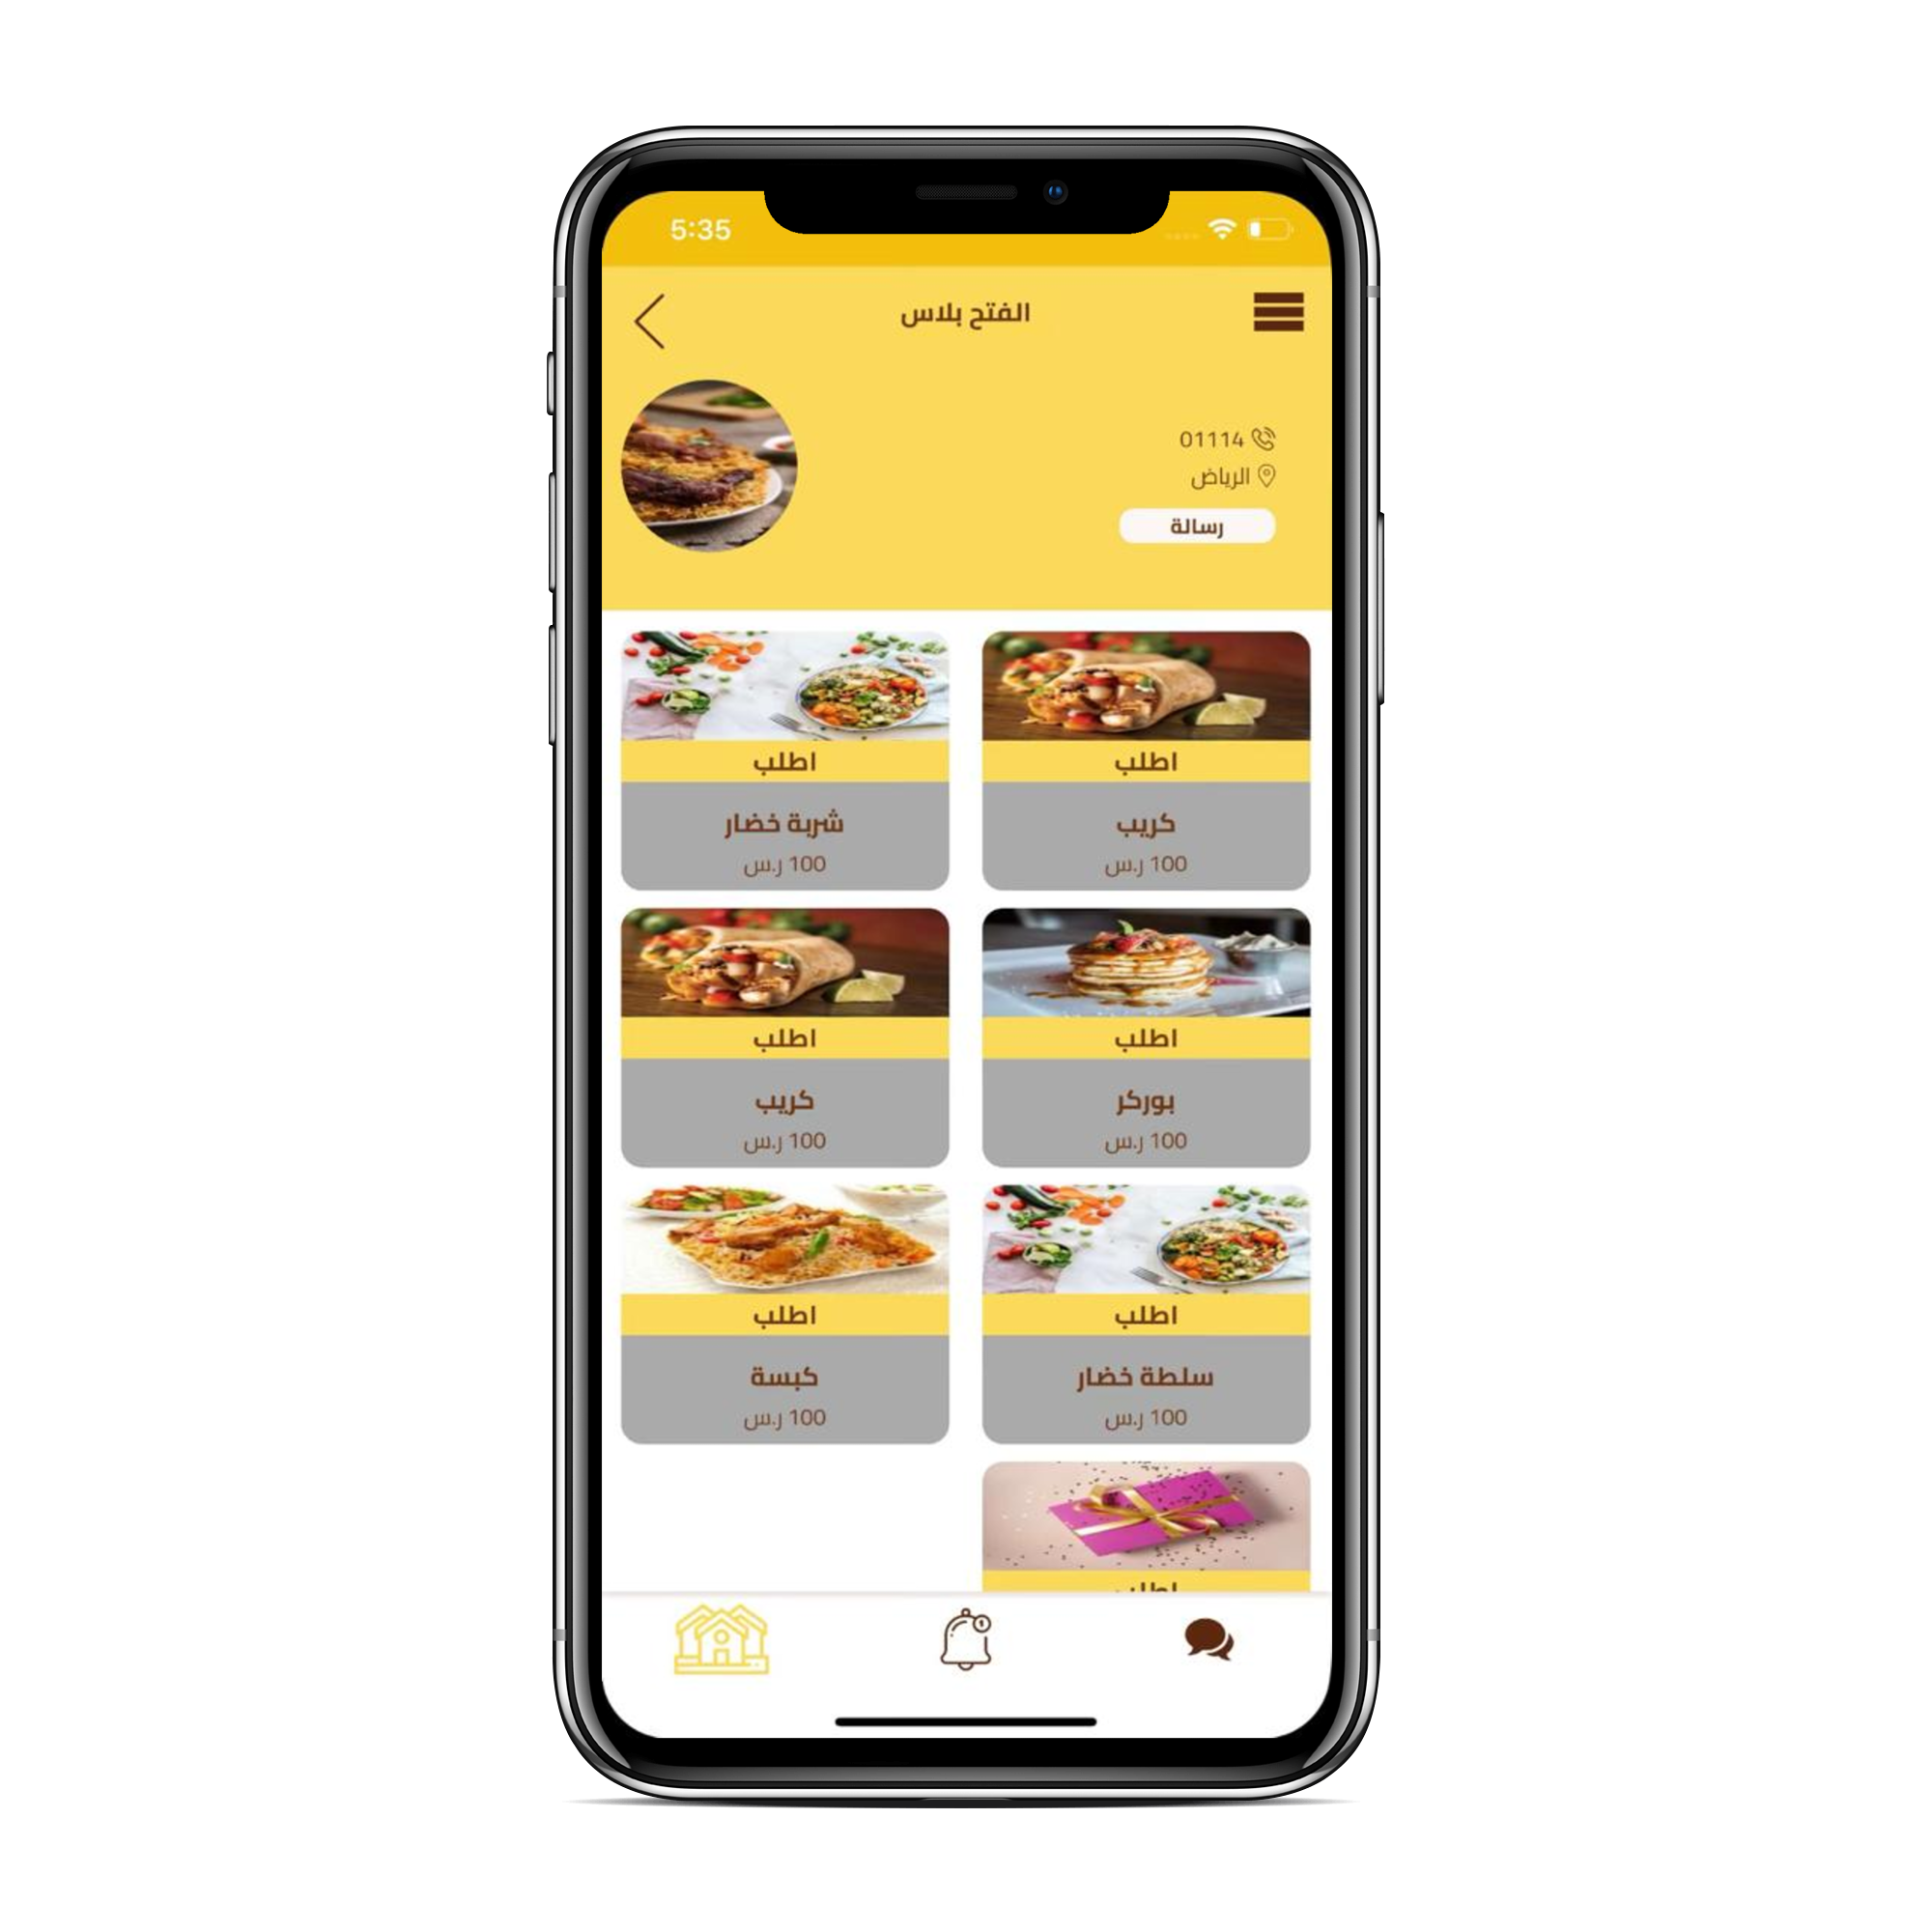 5:35
الفتح بلاس
01114
الرياض
رسالة
اطلب
كريب
100 ر.س
اطلب
شربة خضار
100 ر.س
اطلب
بوركر
100 ر.س
اطلب
كريب
100 ر.س
اطلب
سلطة خضار
100 ر.س
اطلب
كبسة
100 ر.س
اطلب